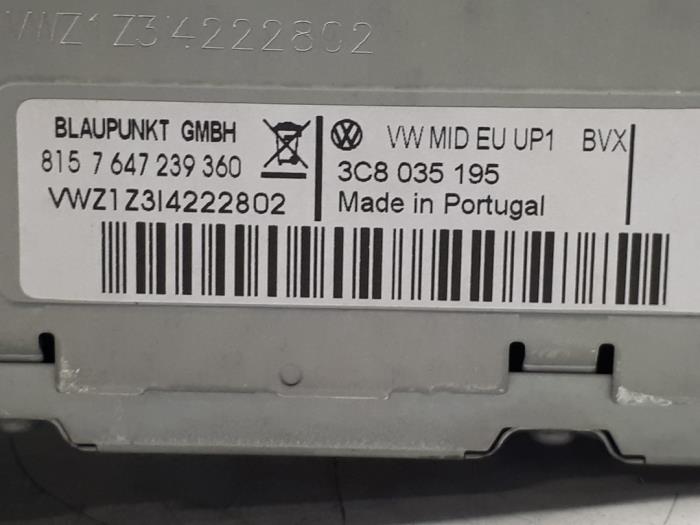 VWZ1Z3I4222802
BLAUPUNKT GMBH
815 7 647 239 360
VWZ1Z3I4222802
VW MID EU UP1 BVX
3C8 035 195
Made in Portugal